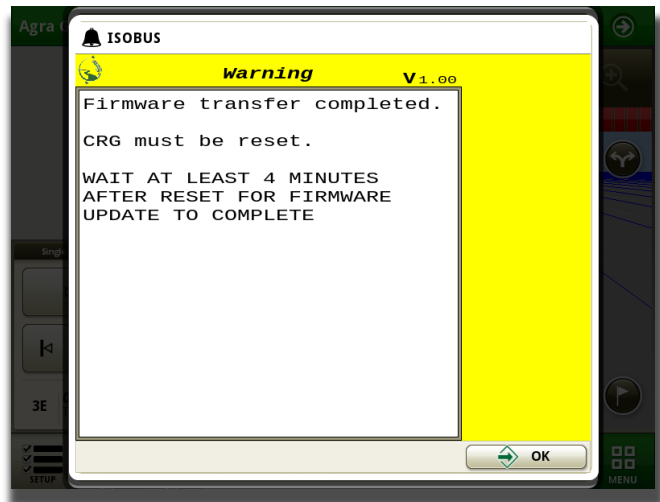 Agra
ISOBUS
Warning
V1.00
Firmware transfer completed.
CRG must be reset.
WAIT AT LEAST 4 MINUTES
AFTER RESET FOR FIRMWARE
UPDATE TO COMPLETE
Singl
3E
OK
SETUP
MENU